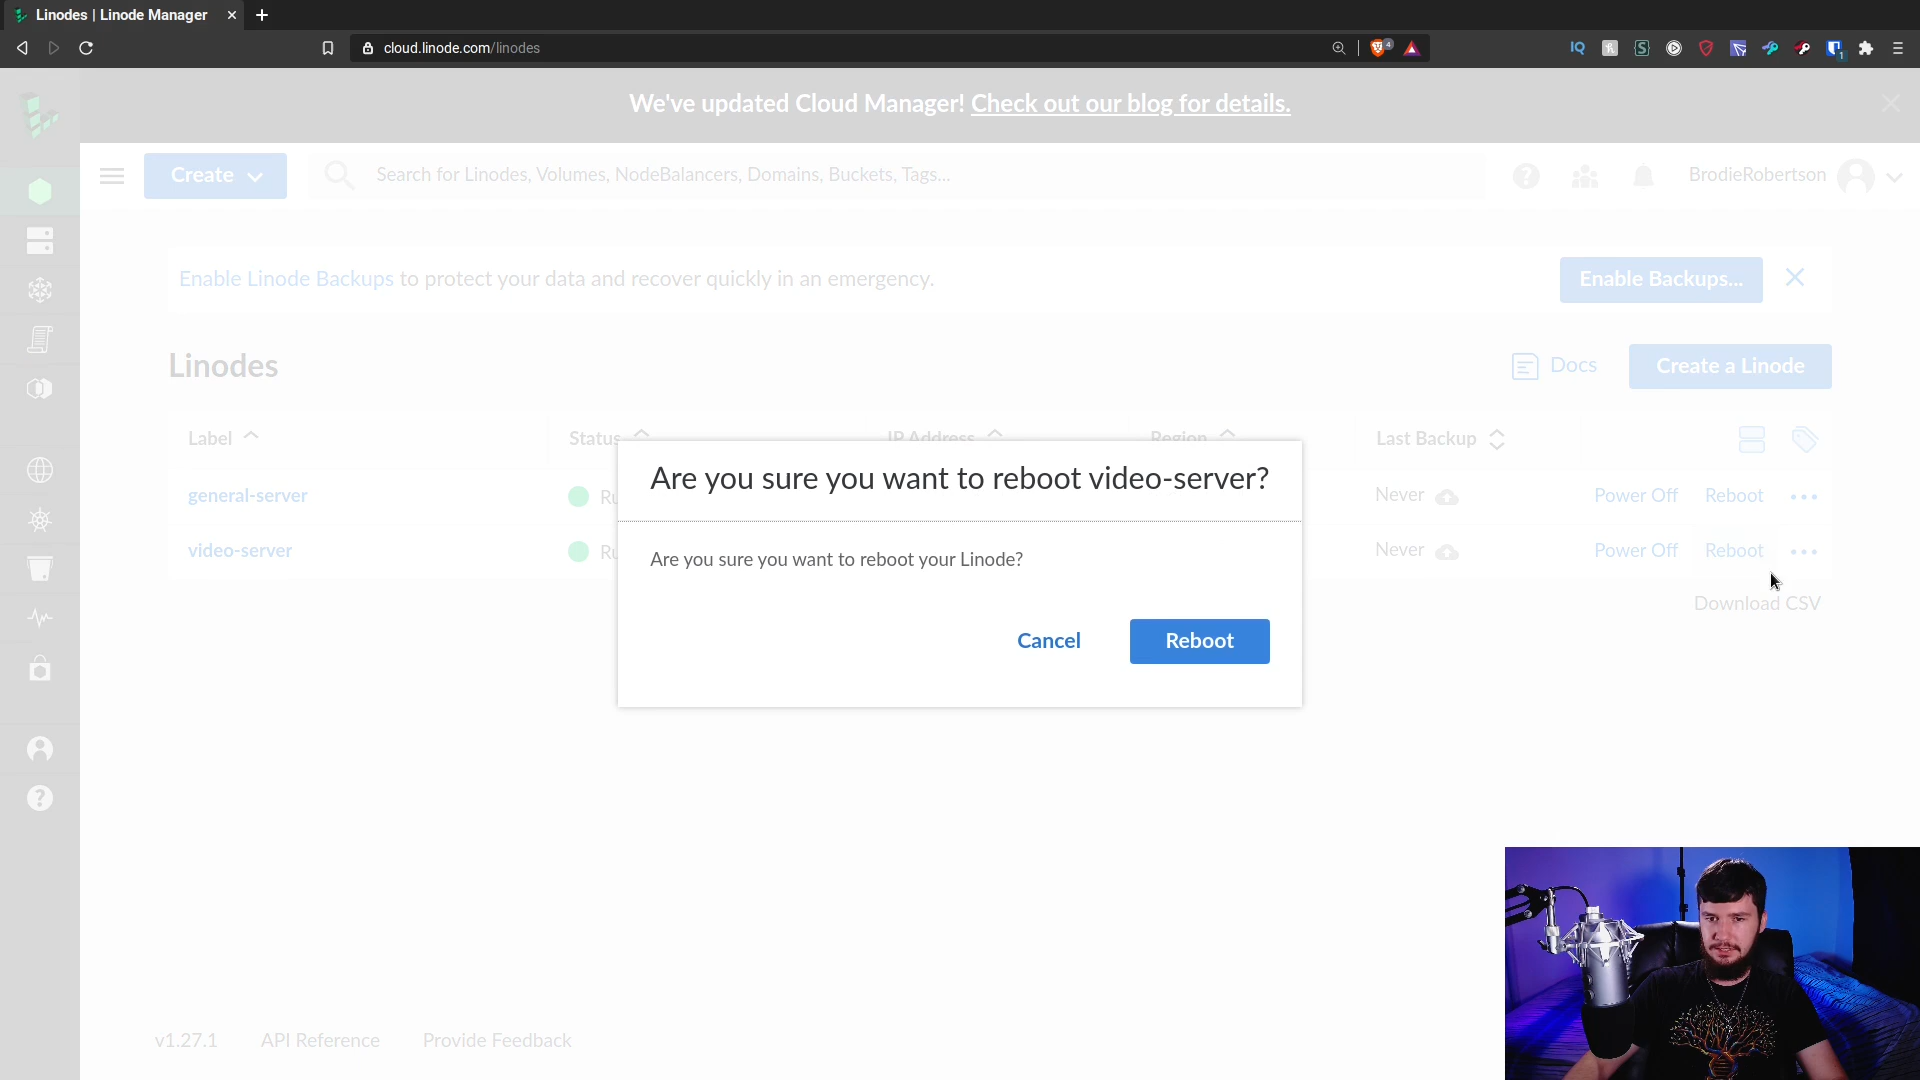 Linodes | Linode Manager
cloud.linode.com/linodes
IQ
4
1
We've updated Cloud Manager! Check out our blog for details.
Create
Search for Linodes, Volumes, NodeBalancers, Domains, Buckets, Tags...
BrodieRobertson
Enable Linode Backups to protect your data and recover quickly in an emergency.
Enable Backups...
Linodes
Docs
Create a Linode
Label
Status
IP Address
Region
Last Backup
general-server
Ru
Never
Power Off
Reboot
video-server
Ru
Never
Power Off
Reboot
Download CSV
Are you sure you want to reboot video-server?
Are you sure you want to reboot your Linode?
Cancel
Reboot
v1.27.1
API Reference
Provide Feedback